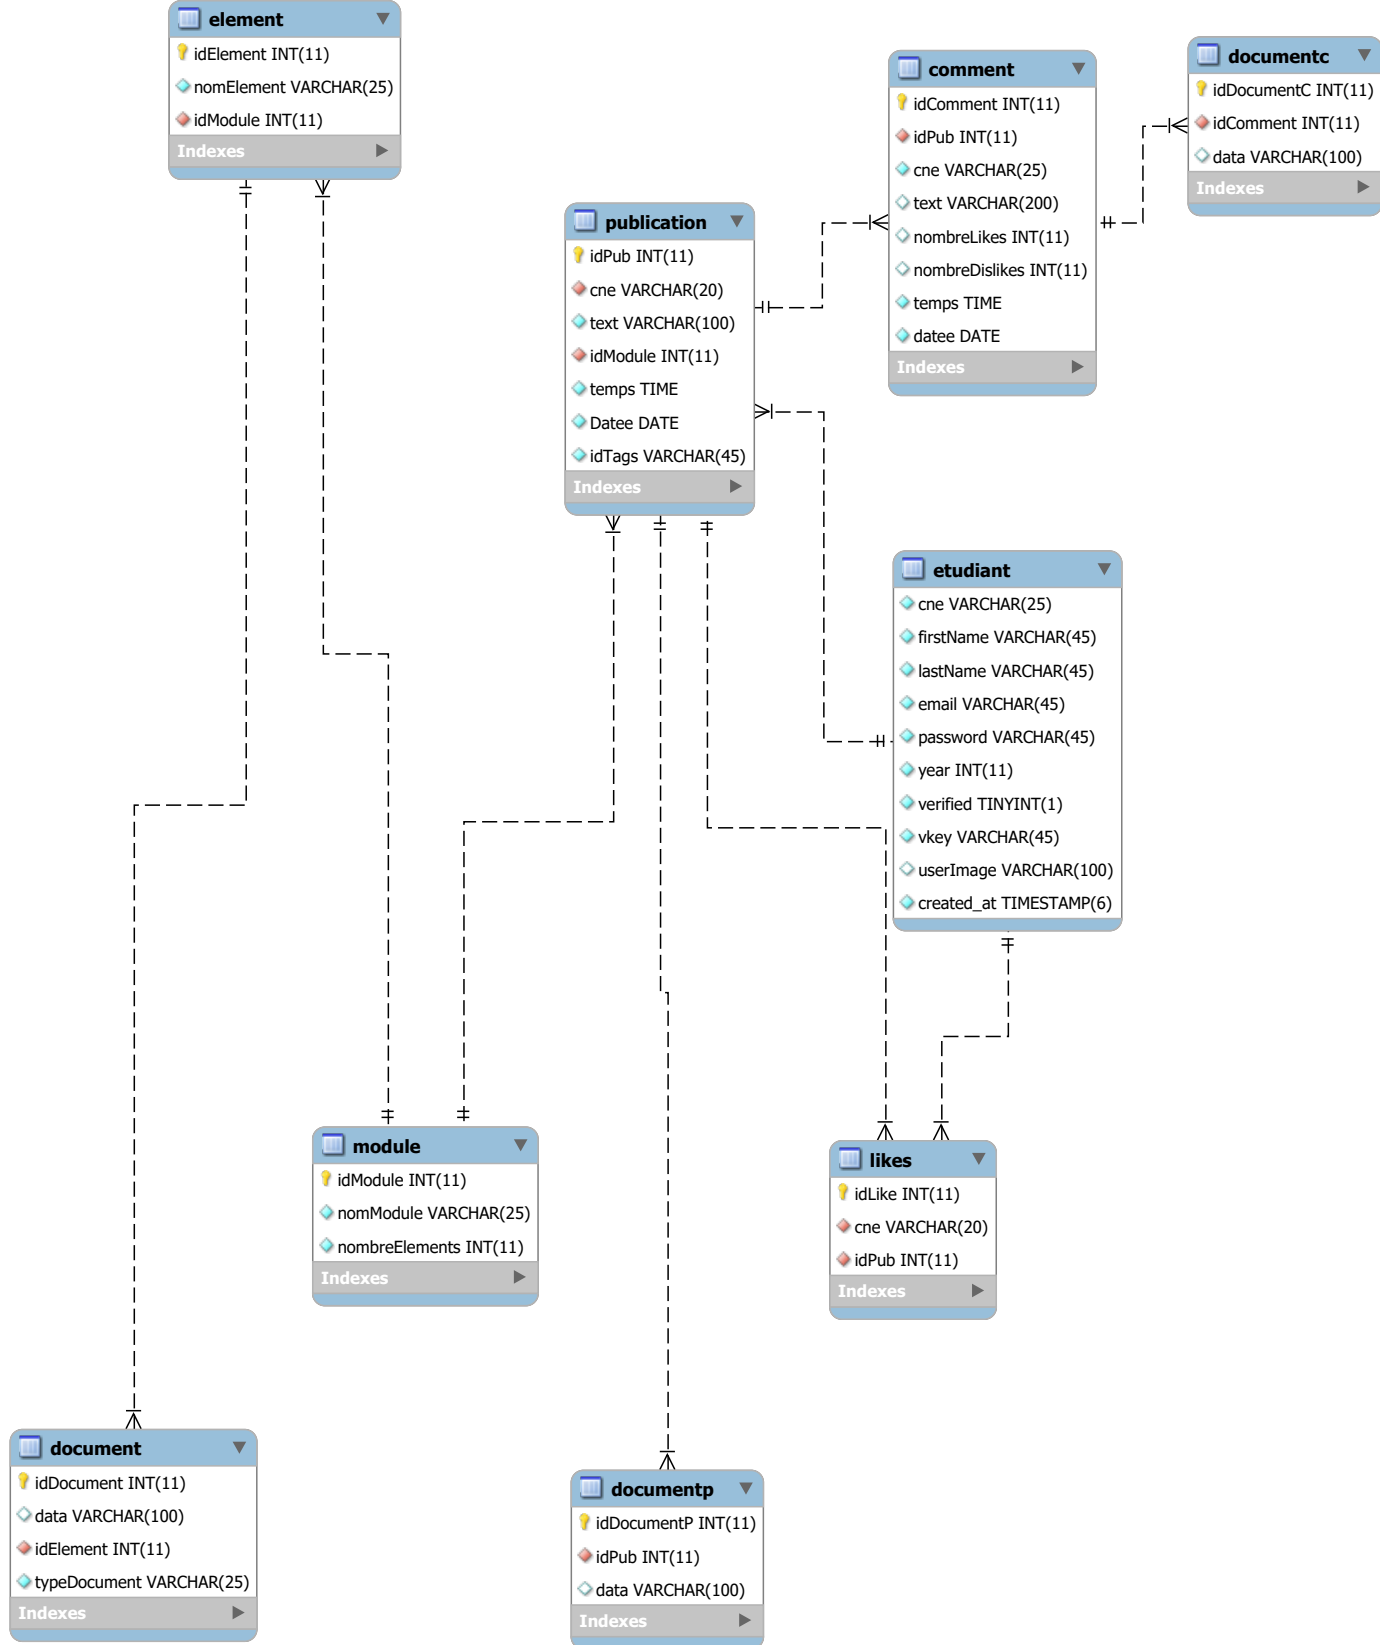 element
idElement INT(11)
nomElement VARCHAR(25)
idModule INT(11)
Indexes
comment
idComment INT(11)
idPub INT(11)
cne VARCHAR(25)
text VARCHAR(200)
nombreLikes INT(11)
nombreDislikes INT(11)
temps TIME
datee DATE
Indexes
documentc
idDocumentC INT(11)
idComment INT(11)
data VARCHAR(100)
Indexes
publication
idPub INT(11)
cne VARCHAR(20)
text VARCHAR(100)
idModule INT(11)
temps TIME
Datee DATE
idTags VARCHAR(45)
Indexes
etudiant
cne VARCHAR(25)
firstName VARCHAR(45)
lastName VARCHAR(45)
email VARCHAR(45)
password VARCHAR(45)
year INT(11)
verified TINYINT(1)
vkey VARCHAR(45)
userImage VARCHAR(100)
created_at TIMESTAMP(6)
module
idModule INT(11)
nomModule VARCHAR(25)
nombreElements INT(11)
Indexes
likes
idLike INT(11)
cne VARCHAR(20)
idPub INT(11)
Indexes
document
idDocument INT(11)
data VARCHAR(100)
idElement INT(11)
typeDocument VARCHAR(25)
Indexes
documentp
idDocumentP INT(11)
idPub INT(11)
data VARCHAR(100)
Indexes